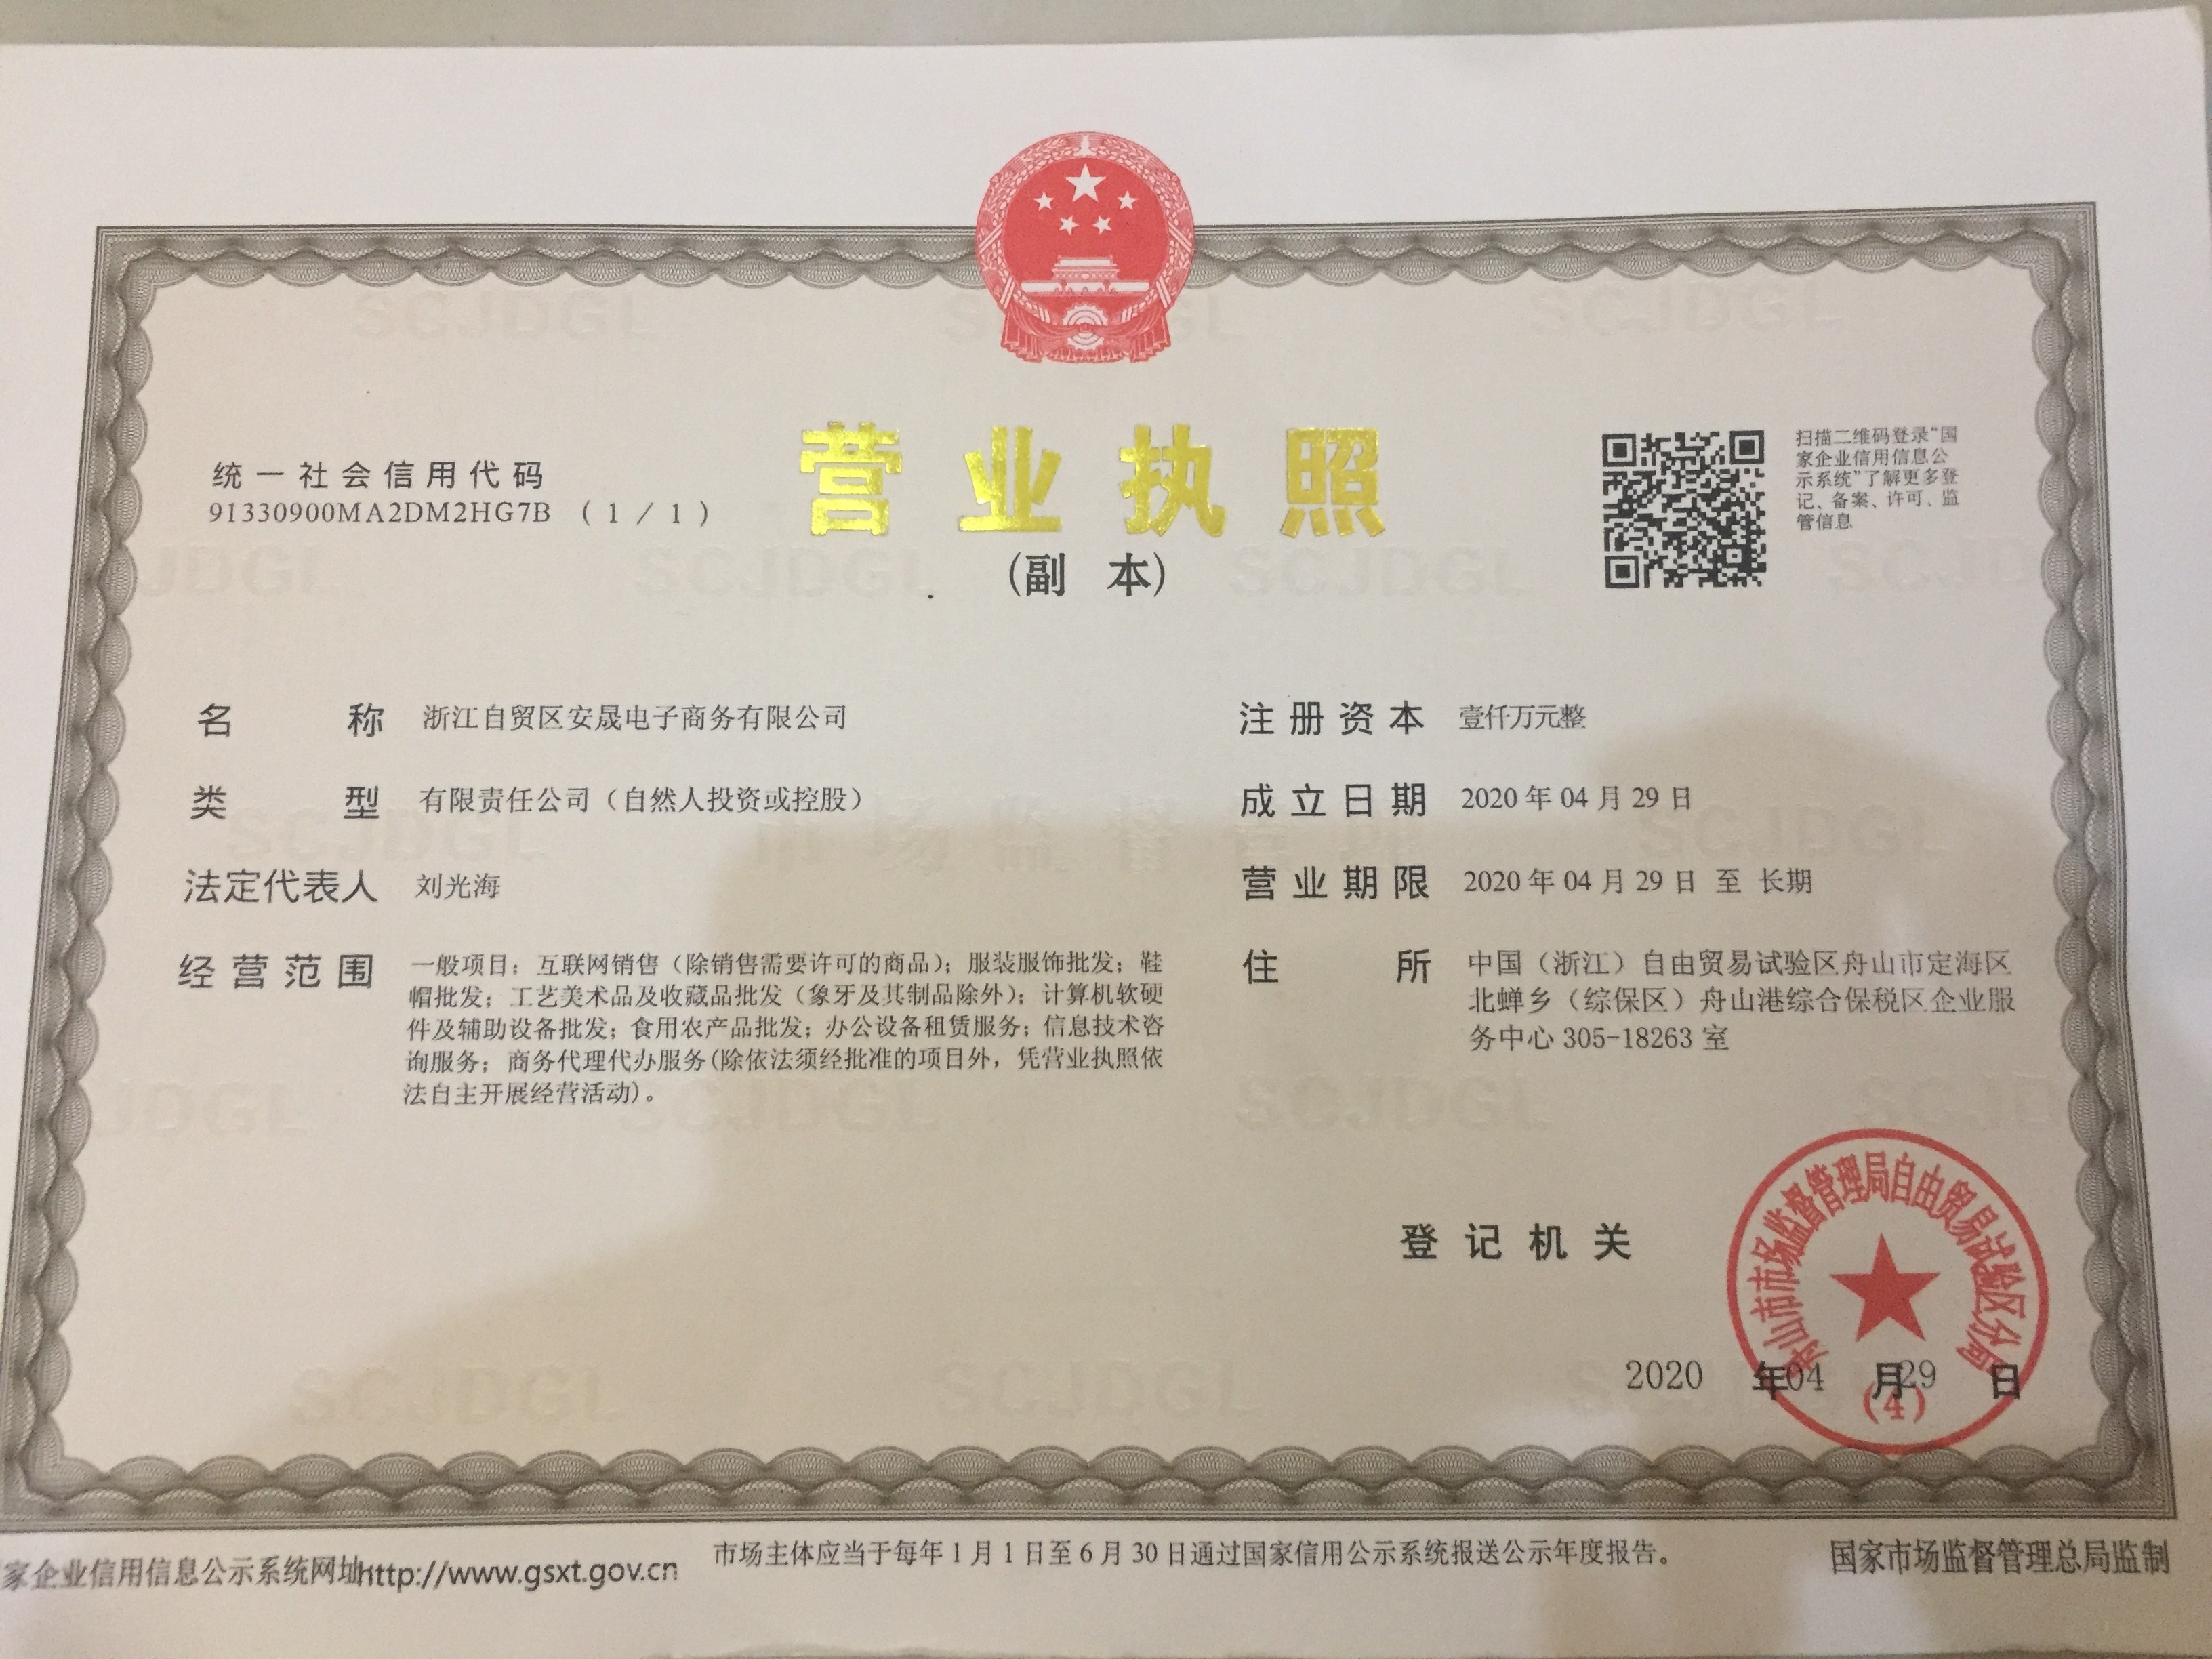 统一社会信用代码
91330900MA2DM2HG7B （1/1）
营业执照
(副 本)
扫描二维码登录“国
家企业信用信息公
示系统”了解更多登
记、备案、许可、监
管信息
名 称 浙江自贸区安晟电子商务有限公司
类 型 有限责任公司（自然人投资或控股）
法定代表人 刘光海
经营范围 一般项目：互联网销售（除销售需要许可的商品）；服装服饰批发；鞋
帽批发；工艺美术品及收藏品批发（象牙及其制品除外）；计算机软硬
件及辅助设备批发；食用农产品批发；办公设备租赁服务；信息技术咨
询服务；商务代理代办服务(除依法须经批准的项目外，凭营业执照依
法自主开展经营活动)。
注册资本 壹仟万元整
成立日期 2020年04月29日
营业期限 2020年04月29日 至 长期
住 所 中国（浙江）自由贸易试验区舟山市定海区
北蝉乡（综保区）舟山港综合保税区企业服
务中心305-18263室
登记机关
舟山市市场监督管理局自由贸易试验区分局
(4)
2020 年04 月29 日
家企业信用信息公示系统网址http://www.gsxt.gov.cn
市场主体应当于每年1月1日至6月30日通过国家信用公示系统报送公示年度报告。
国家市场监督管理总局监制
SCJDGL